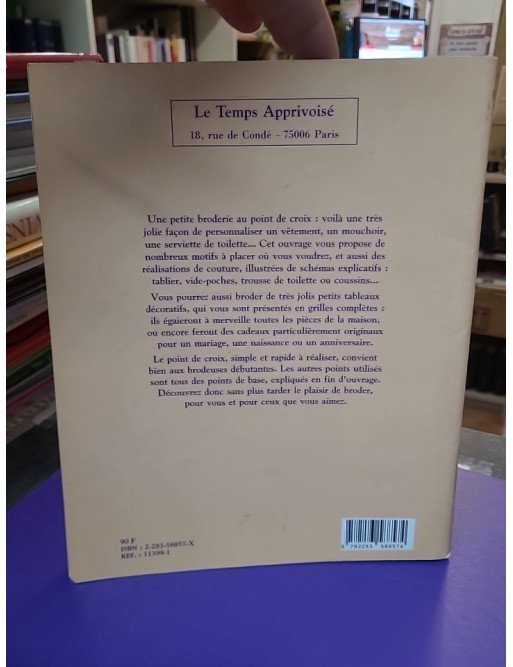 Le Temps Apprivoisé
18, rue de Condé - 75006 Paris
Une petite broderie au point de croix : voilà une très
jolie façon de personnaliser un vêtement, un mouchoir,
une serviette de toilette... Cet ouvrage vous propose de
nombreux motifs à placer où vous voudrez, et aussi des
réalisations de couture, illustrées de schémas explicatifs :
tablier, vide-poches, trousse de toilette ou coussins...
Vous pourrez aussi broder de très jolis petits tableaux
décoratifs, qui vous sont présentés en grilles complètes :
ils égaieront à merveille toutes les pièces de la maison,
ou encore feront des cadeaux particulièrement originaux
pour un mariage, une naissance ou un anniversaire.
Le point de croix, simple et rapide à réaliser, convient
bien aux brodeuses débutantes. Les autres points utilisés
sont tous des points de base, expliqués en fin d'ouvrage.
Découvrez donc sans plus tarder le plaisir de broder,
pour vous et pour ceux que vous aimez.
90 F
ISBN : 2-283-58857-X
REF. : 11399-1
9 782283 588574